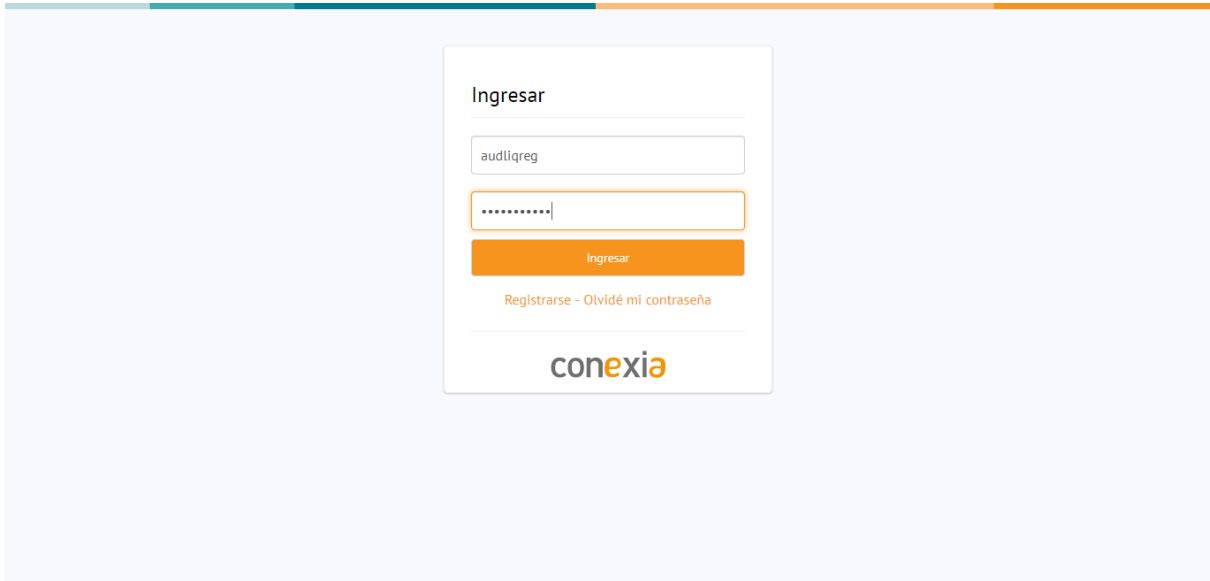 Ingresar
audliqreg
•••••••••••
Ingresar
Registrarse - Olvidé mi contraseña
conexia